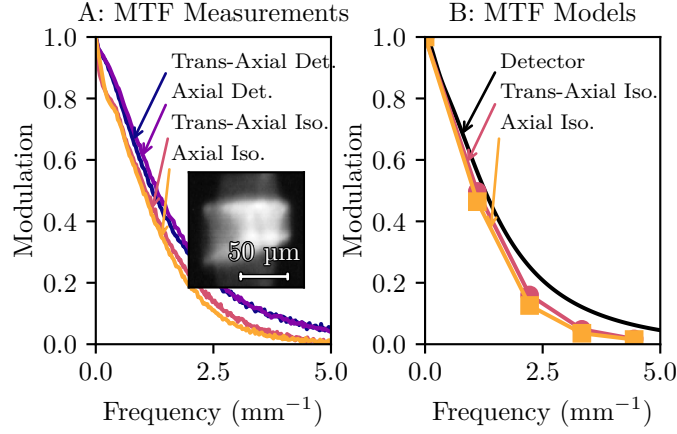 A: MTF Measurements
B: MTF Models
Modulation
1.0
0.8
0.6
0.4
0.2
0.0
Trans-Axial Det.
Axial Det.
Trans-Axial Iso.
Axial Iso.
50 µm
0.0
2.5
5.0
Frequency (mm⁻¹)
Modulation
1.0
0.8
0.6
0.4
0.2
0.0
Detector
Trans-Axial Iso.
Axial Iso.
0.0
2.5
5.0
Frequency (mm⁻¹)